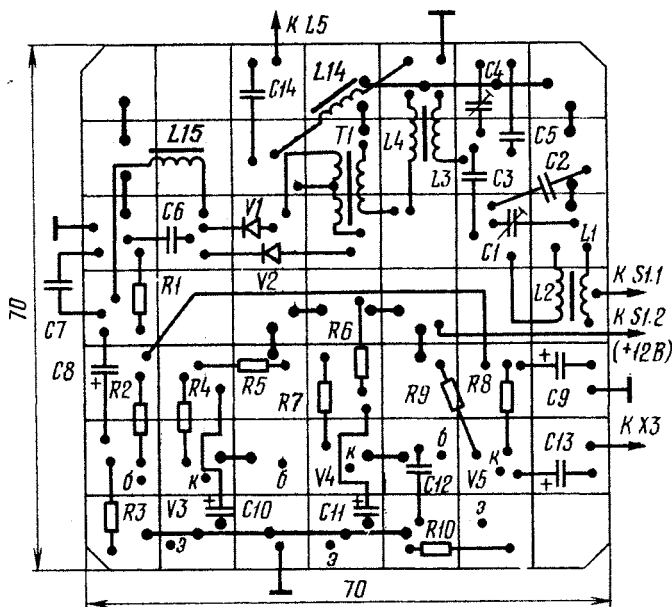 К L5
L14
C14
C4
L15
T1
L4
C5
L3
C3
C2
C6
V1
C1
L1
V2
R1
L2
К S1.1
C7
К S1.2
R6
(+12В)
C8
R2
R4
R5
R7
R9
R8
C9
К X3
б
к
V3
C10
б
V4
к
C11
б
C12
V5
к
C13
R3
э
э
э
R10
70
70
+
+
+
+
+